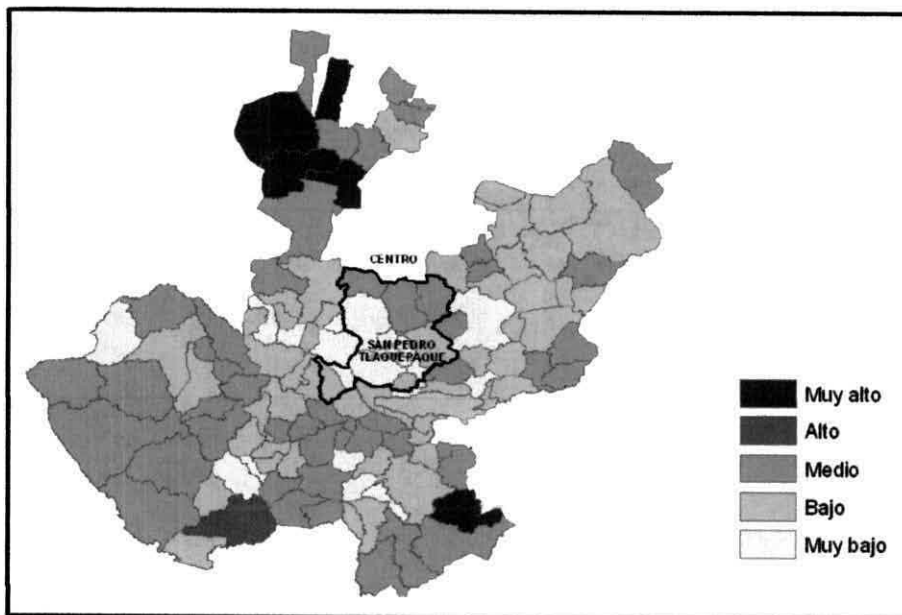 CENTRO
SAN PEDRO
TLAQUEPAQUE
Muy alto
Alto
Medio
Bajo
Muy bajo